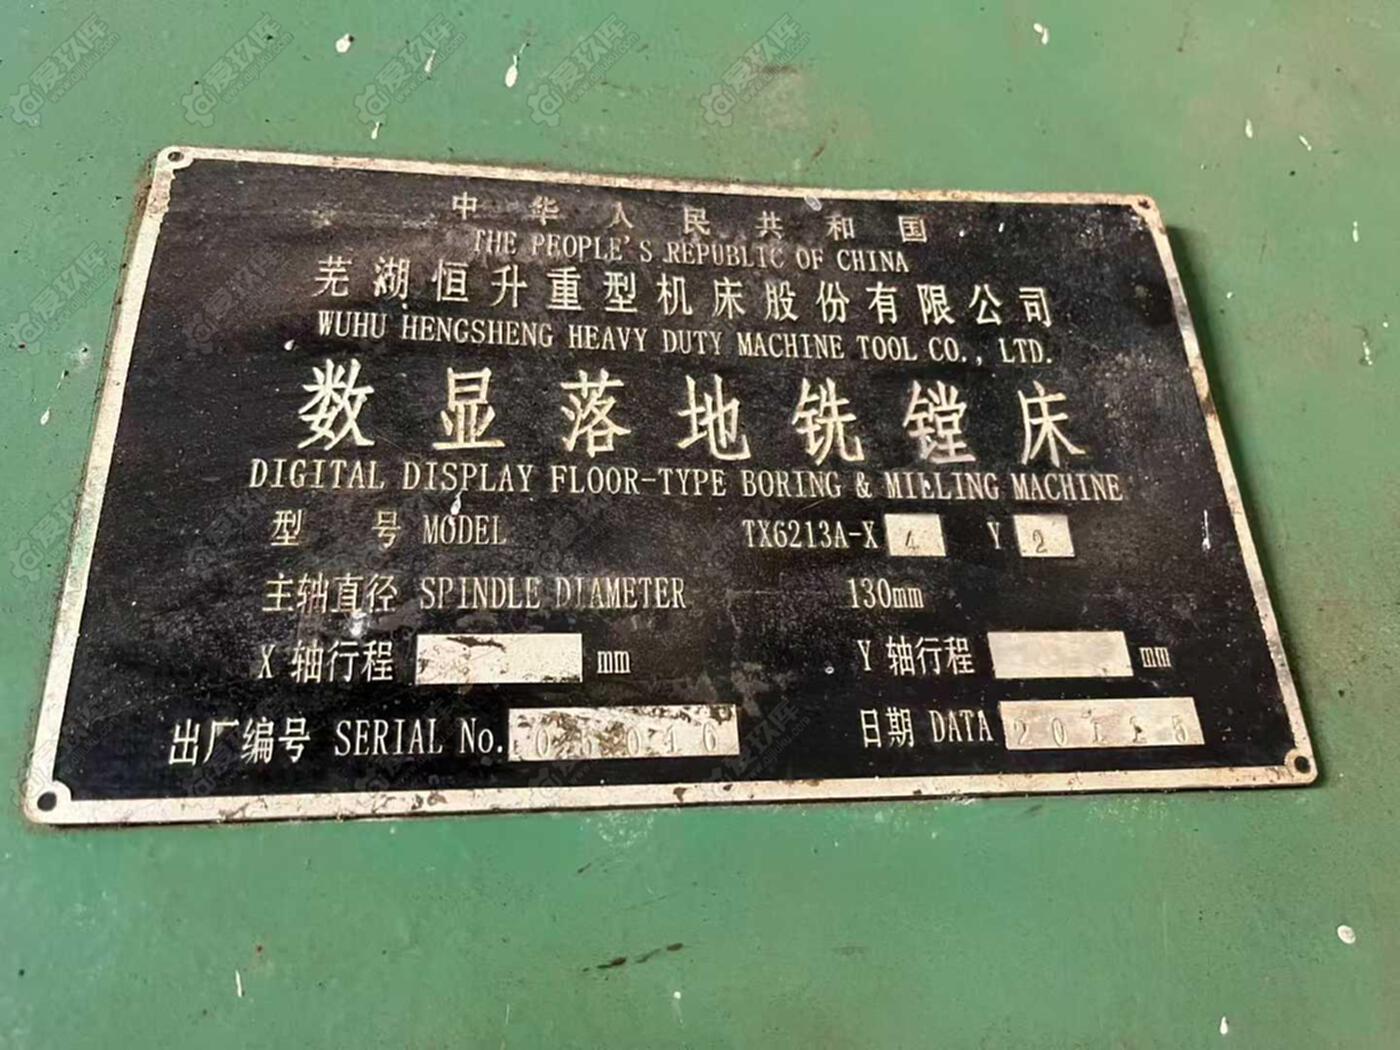 中华人民共和国
THE PEOPLE'S REPUBLIC OF CHINA
芜湖恒升重型机床股份有限公司
WUHU HENGSHENG HEAVY DUTY MACHINE TOOL CO., LTD.
数显落地铣镗床
DIGITAL DISPLAY FLOOR-TYPE BORING & MILLING MACHINE
型 号 MODEL TX6213A-X 4 Y 2
主轴直径 SPINDLE DIAMETER 130mm
X 轴行程 mm Y 轴行程 mm
出厂编号 SERIAL No. 日期 DATA 2011.5